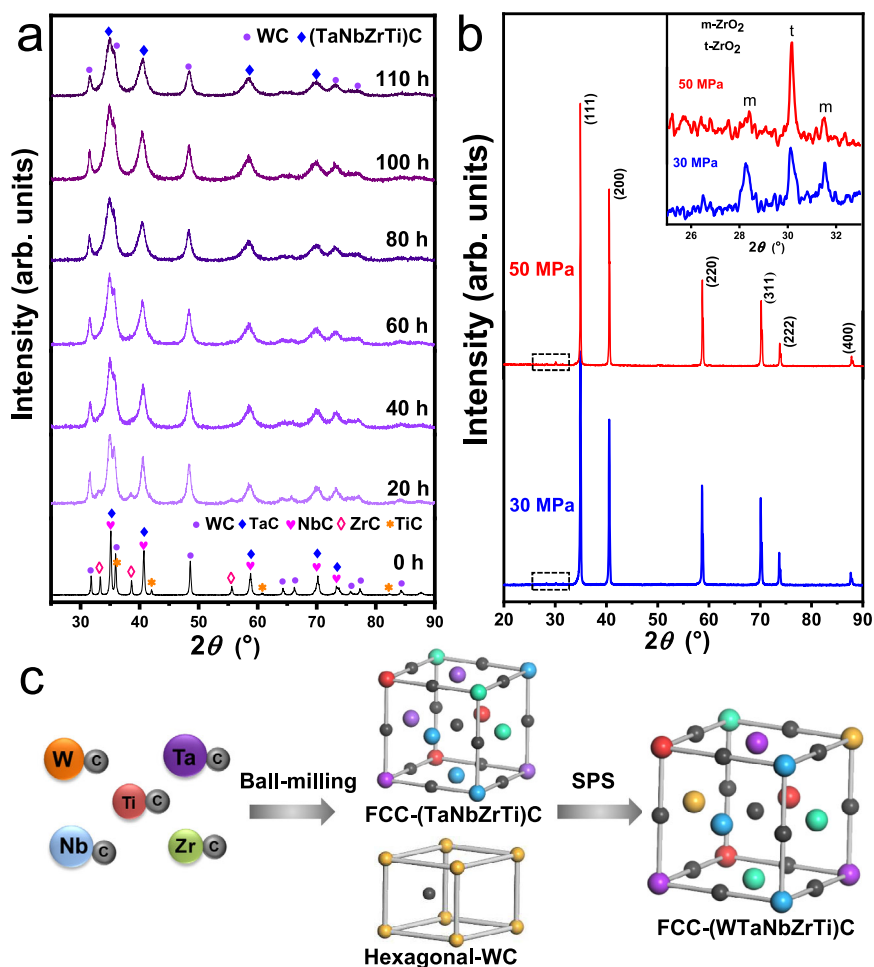 a
● WC ♦ (TaNbZrTi)C
110 h
100 h
80 h
60 h
40 h
20 h
● WC ♦ TaC ♥ NbC ◊ ZrC ✱ TiC
0 h
Intensity (arb. units)
30 40 50 60 70 80 90
2θ (°)
b
m-ZrO₂
t-ZrO₂
50 MPa
m t m
30 MPa
26 28 30 32
2θ (°)
(111)
(200)
(220)
(311)
(222)
(400)
50 MPa
30 MPa
Intensity (arb. units)
20 30 40 50 60 70 80 90
2θ (°)
c
W C
Ta C
Ti C
Nb C
Zr C
Ball-milling
FCC-(TaNbZrTi)C
Hexagonal-WC
SPS
FCC-(WTaNbZrTi)C